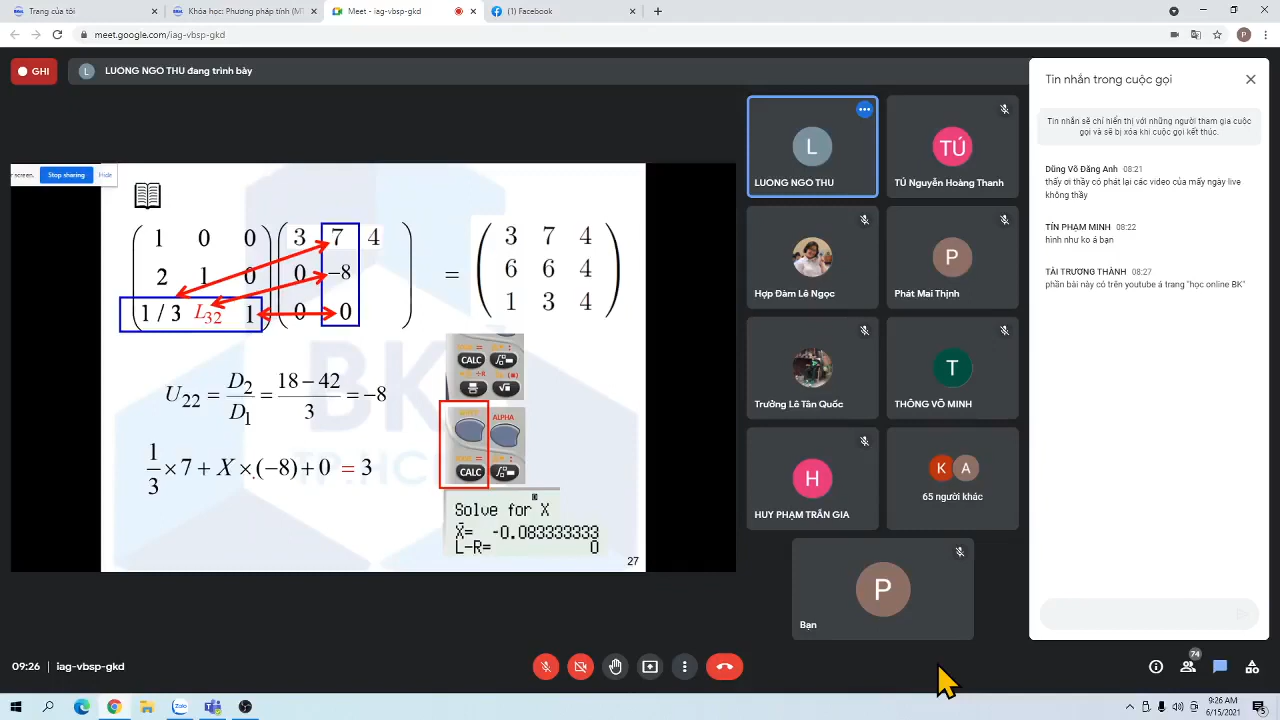 Trang của tôi
Khóa học: Phương pháp tính (MT
Meet - iag-vbsp-gkd
(1) Facebook
meet.google.com/iag-vbsp-gkd
P
GHI
L
LUONG NGO THU đang trình bày
r screen.
Stop sharing
Hide
1 0 0
2 1 0
1 / 3 L32 1
3 7 4
0 −8
0 0
=
3 7 4
6 6 4
1 3 4
U22 = D2/D1 = (18 − 42)/3 = −8
1/3 × 7 + X × (−8) + 0 = 3
CALC
ALPHA
CALC
Solve for X
X= -0.083333333
L-R= 0
BK
TP.HC
27
L
LUONG NGO THU
TÚ
TÚ Nguyễn Hoàng Thanh
Hợp Đàm Lê Ngọc
P
Phát Mai Thịnh
Trưởng Lê Tân Quốc
T
THÔNG VÕ MINH
H
HUY PHẠM TRẦN GIA
K A
65 người khác
P
Bạn
Tin nhắn trong cuộc gọi
Tin nhắn sẽ chỉ hiển thị với những người tham gia cuộc
gọi và sẽ bị xóa khi cuộc gọi kết thúc.
Dũng Võ Đăng Anh 08:21
thấy ơi thầy có phát lại các video của mấy ngày live
không thầy
TÍN PHẠM MINH 08:22
hình như ko á bạn
TÀI TRƯƠNG THÀNH 08:27
phần bài này có trên youtube á trang "học online BK"
09:26 | iag-vbsp-gkd
74
9:26 AM
6/15/2021
5